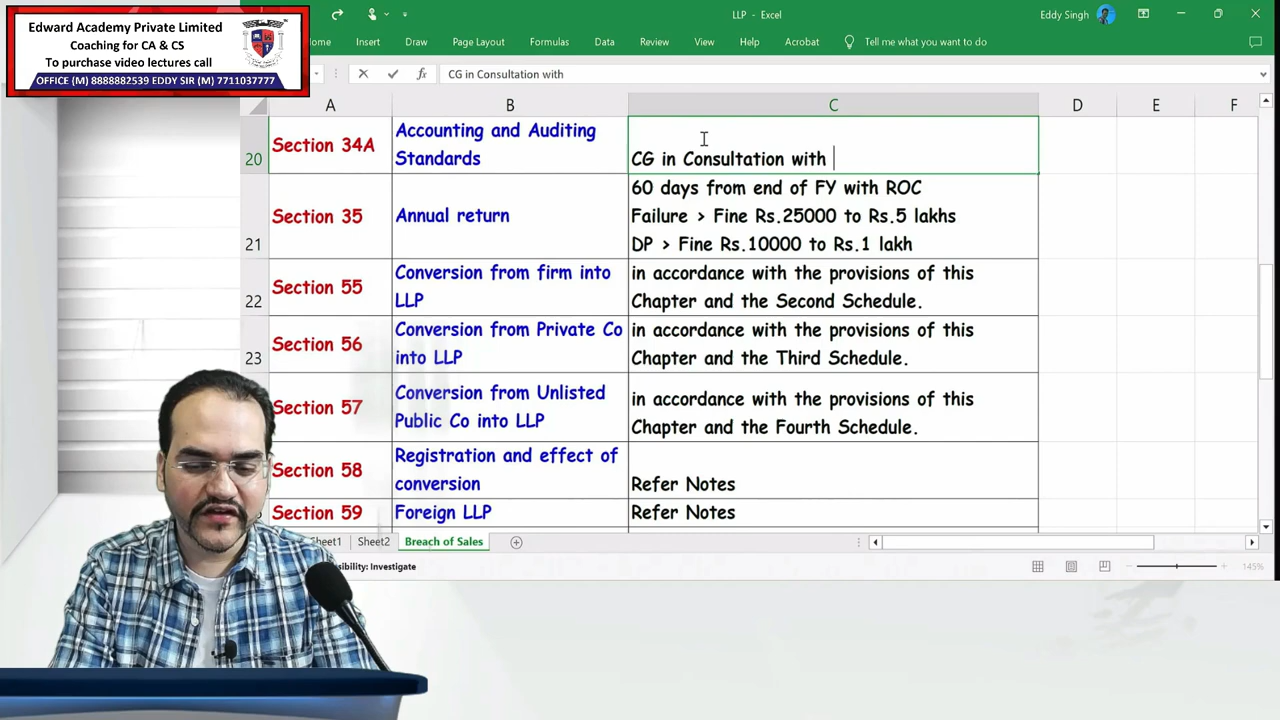 Edward Academy Private Limited
Coaching for CA & CS
To purchase video lectures call
OFFICE (M) 8888882539 EDDY SIR (M) 7711037777
LLP - Excel
Eddy Singh
Home Insert Draw Page Layout Formulas Data Review View Help Acrobat Tell me what you want to do
CG in Consultation with
A B C D E F
20 Section 34A Accounting and Auditing
Standards
CG in Consultation with
21 Section 35 Annual return
60 days from end of FY with ROC
Failure > Fine Rs.25000 to Rs.5 lakhs
DP > Fine Rs.10000 to Rs.1 lakh
22 Section 55 Conversion from firm into
LLP
in accordance with the provisions of this
Chapter and the Second Schedule.
23 Section 56 Conversion from Private Co
into LLP
in accordance with the provisions of this
Chapter and the Third Schedule.
Section 57 Conversion from Unlisted
Public Co into LLP
in accordance with the provisions of this
Chapter and the Fourth Schedule.
Section 58 Registration and effect of
conversion
Refer Notes
Section 59 Foreign LLP Refer Notes
Sheet1 Sheet2 Breach of Sales
sibility: Investigate
145%